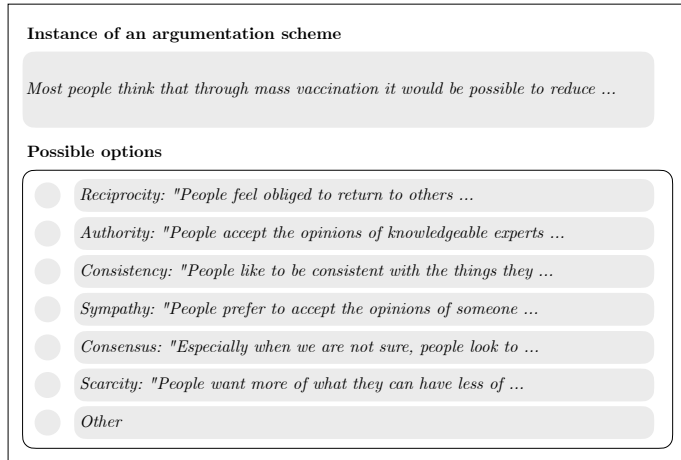 Instance of an argumentation scheme
Most people think that through mass vaccination it would be possible to reduce ...
Possible options
Reciprocity: "People feel obliged to return to others ...
Authority: "People accept the opinions of knowledgeable experts ...
Consistency: "People like to be consistent with the things they ...
Sympathy: "People prefer to accept the opinions of someone ...
Consensus: "Especially when we are not sure, people look to ...
Scarcity: "People want more of what they can have less of ...
Other